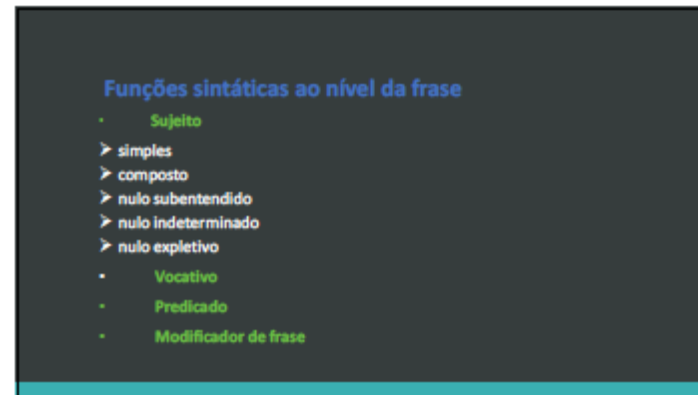 Funções sintáticas ao nível da frase
• Sujeito
➢ simples
➢ composto
➢ nulo subentendido
➢ nulo indeterminado
➢ nulo expletivo
• Vocativo
• Predicado
• Modificador de frase